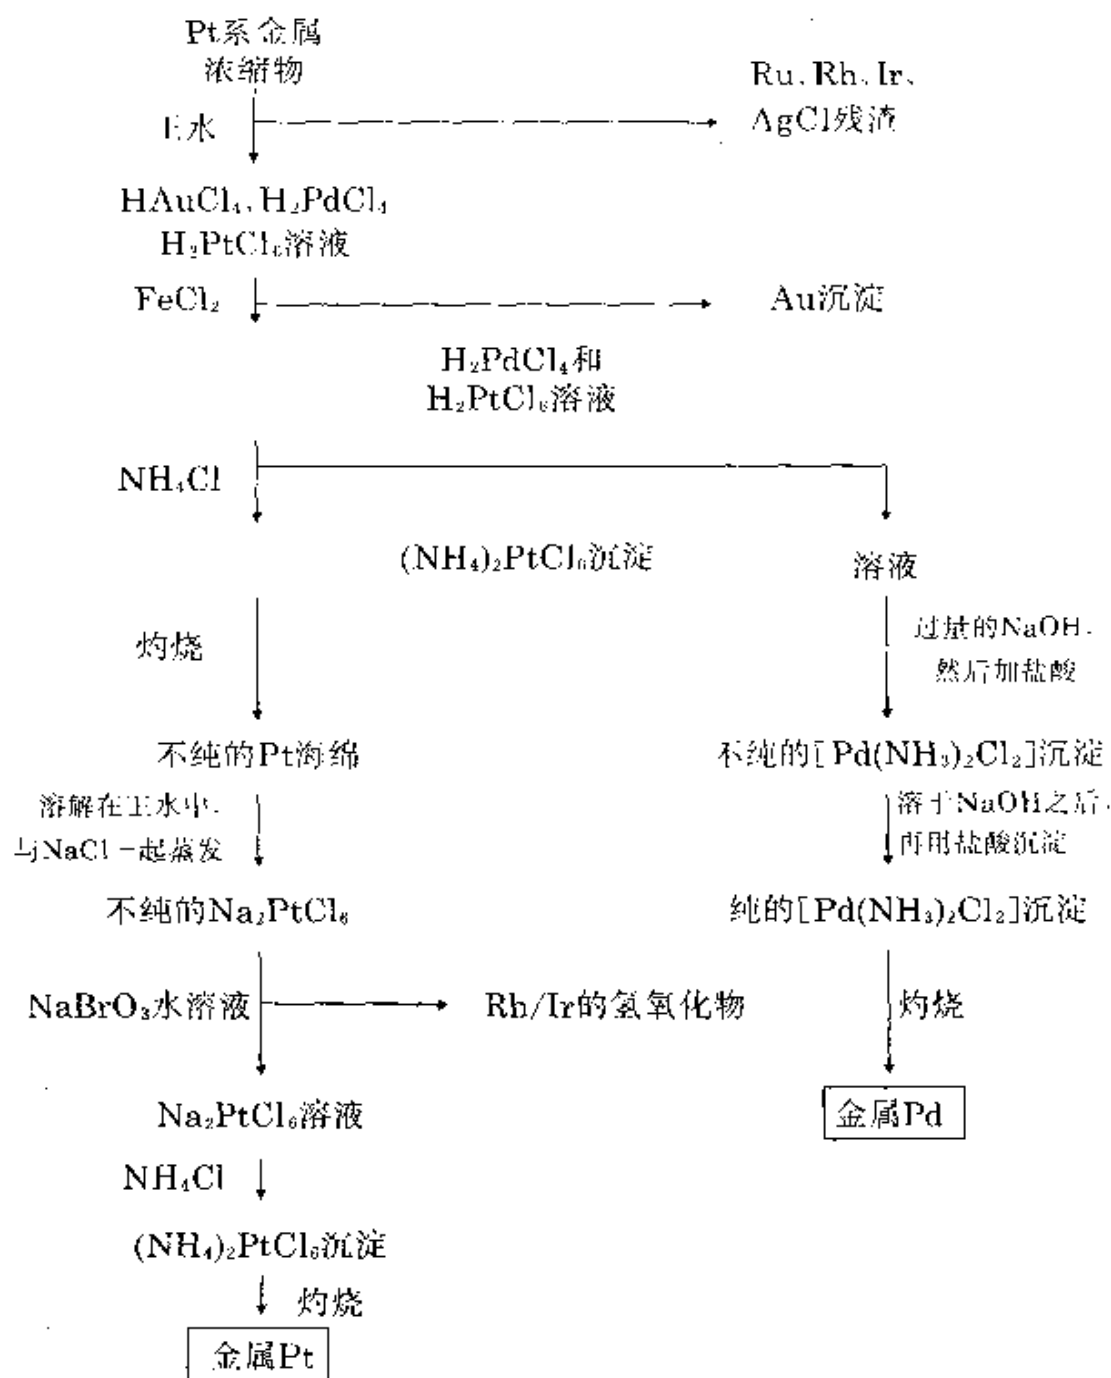 Pt系金属
浓缩物
王水
Ru、Rh、Ir、
AgCl残渣
HAuCl₄、H₂PdCl₄
H₂PtCl₆溶液
FeCl₂
Au沉淀
H₂PdCl₄和
H₂PtCl₆溶液
NH₄Cl
(NH₄)₂PtCl₆沉淀
溶液
灼烧
过量的NaOH,
然后加盐酸
不纯的Pt海绵
不纯的[Pd(NH₃)₂Cl₂]沉淀
溶解在王水中,
与NaCl一起蒸发
溶于NaOH之后,
再用盐酸沉淀
不纯的Na₂PtCl₆
纯的[Pd(NH₃)₂Cl₂]沉淀
NaBrO₃水溶液
Rh/Ir的氢氧化物
灼烧
Na₂PtCl₆溶液
金属Pd
NH₄Cl
(NH₄)₂PtCl₆沉淀
灼烧
金属Pt